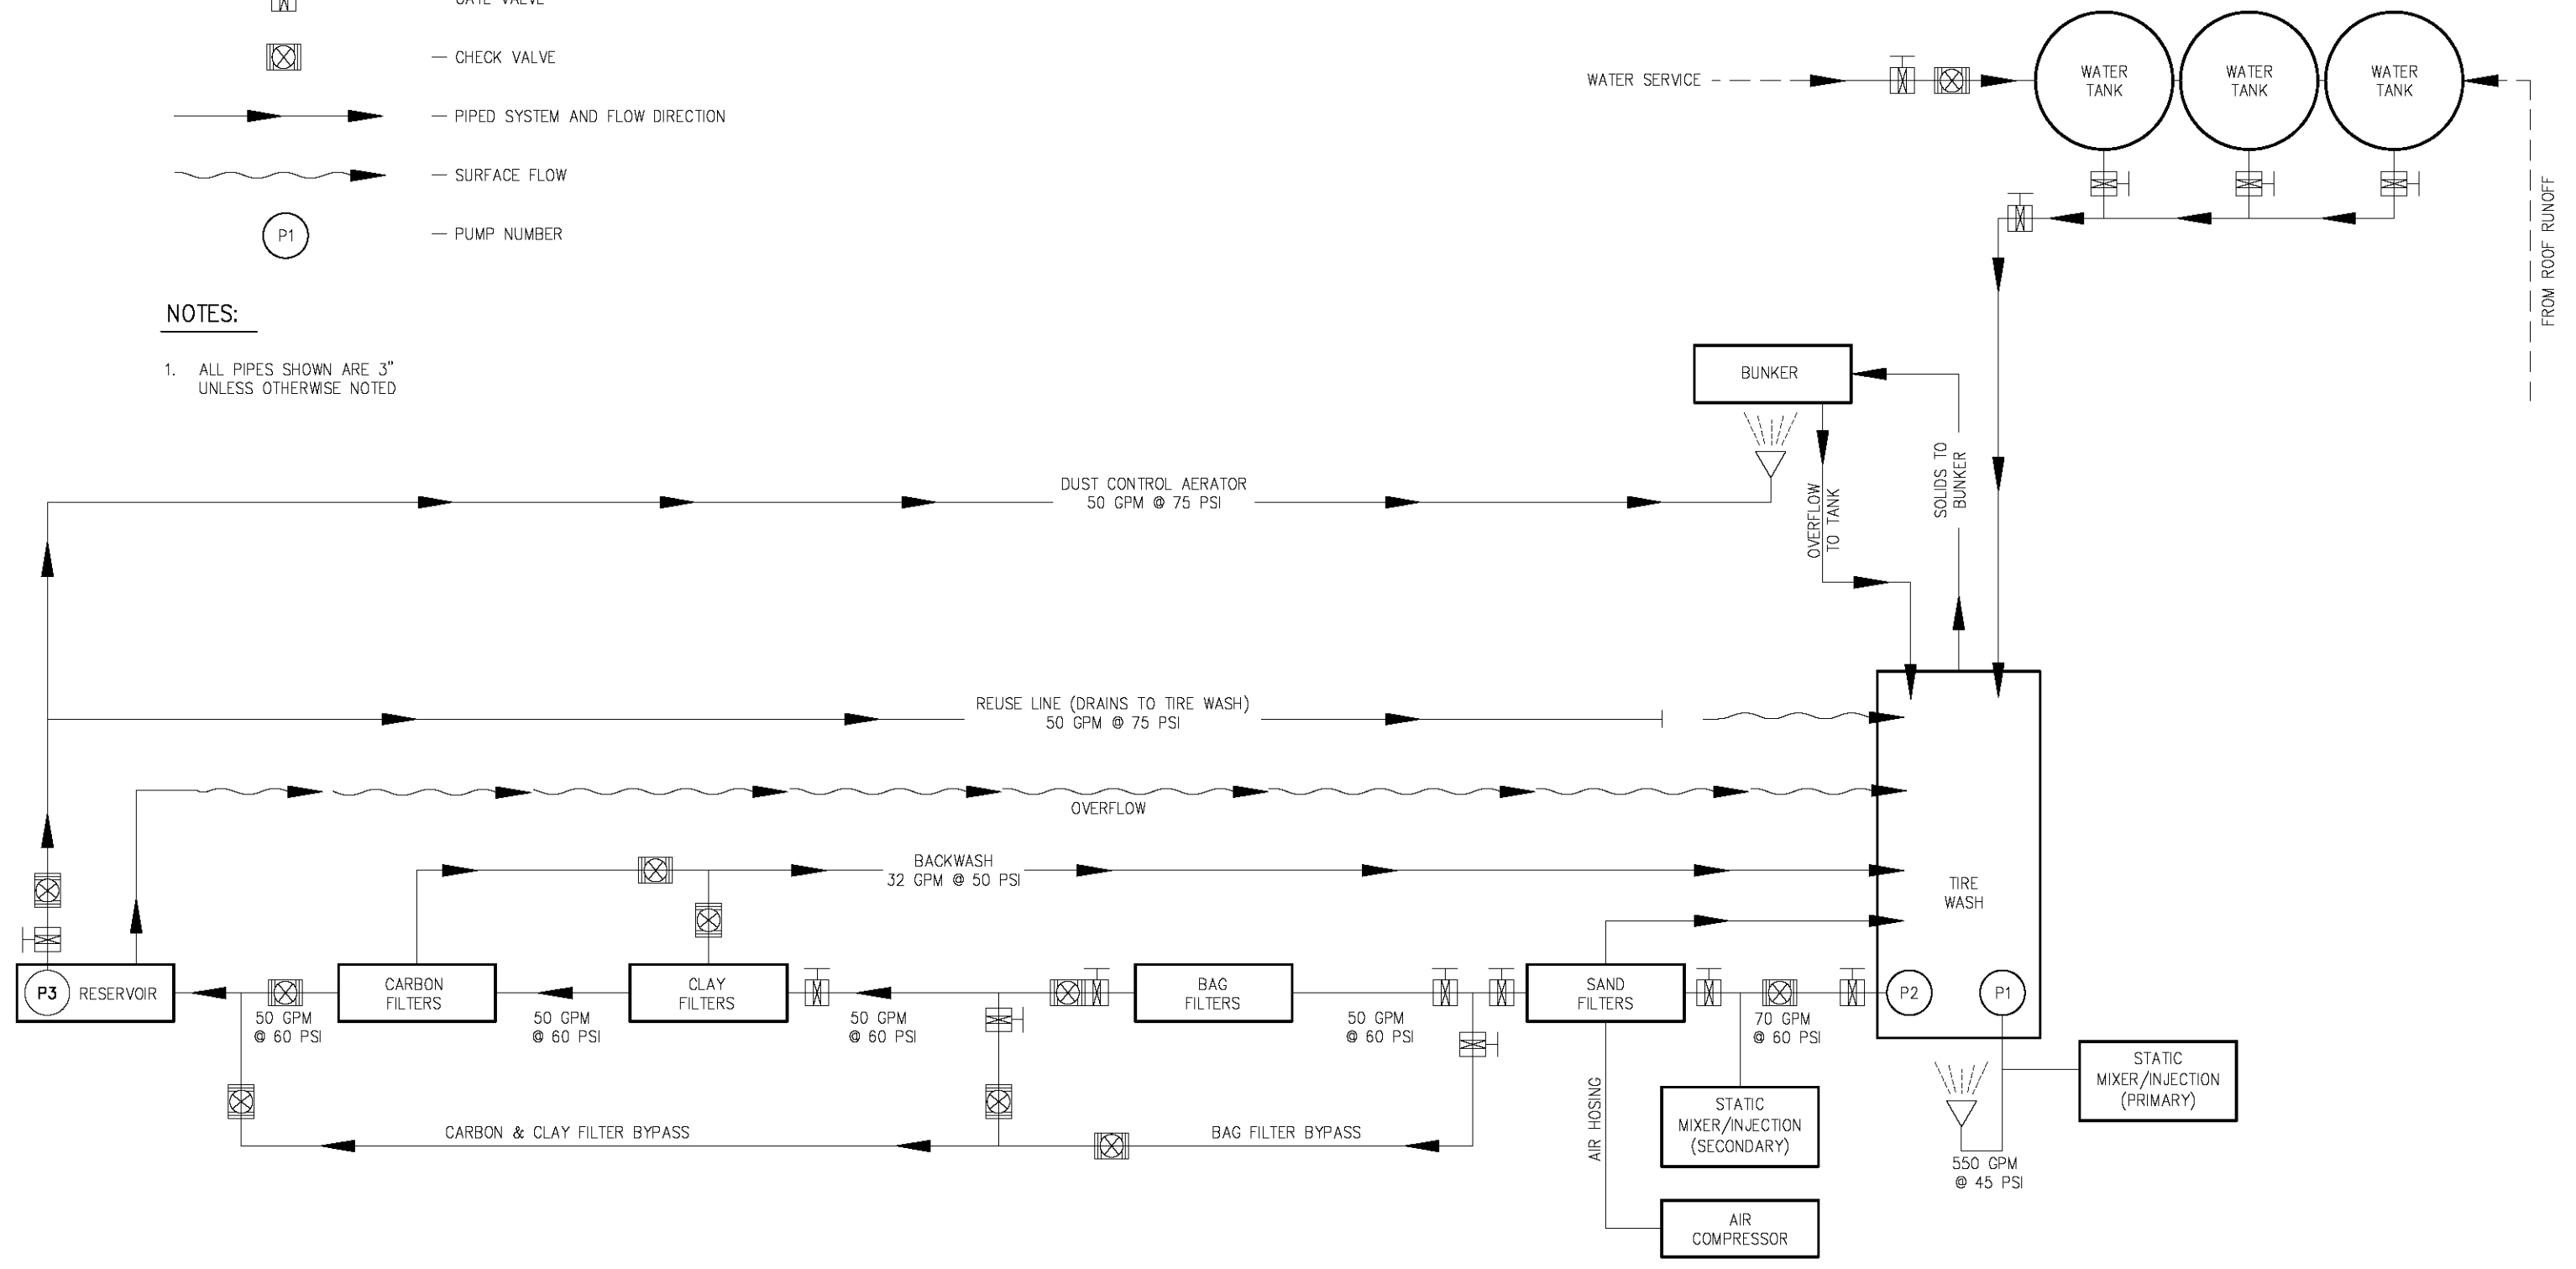 GATE VALVE
— CHECK VALVE
— PIPED SYSTEM AND FLOW DIRECTION
— SURFACE FLOW
P1
— PUMP NUMBER
NOTES:
1. ALL PIPES SHOWN ARE 3"
UNLESS OTHERWISE NOTED
WATER SERVICE
WATER
TANK
WATER
TANK
WATER
TANK
FROM ROOF RUNOFF
BUNKER
SOLIDS TO
BUNKER
OVERFLOW
TO TANK
DUST CONTROL AERATOR
50 GPM @ 75 PSI
REUSE LINE (DRAINS TO TIRE WASH)
50 GPM @ 75 PSI
OVERFLOW
BACKWASH
32 GPM @ 50 PSI
TIRE
WASH
P3
RESERVOIR
50 GPM
@ 60 PSI
CARBON
FILTERS
50 GPM
@ 60 PSI
CLAY
FILTERS
50 GPM
@ 60 PSI
BAG
FILTERS
50 GPM
@ 60 PSI
SAND
FILTERS
70 GPM
@ 60 PSI
P2
P1
CARBON & CLAY FILTER BYPASS
BAG FILTER BYPASS
AIR HOSING
STATIC
MIXER/INJECTION
(SECONDARY)
STATIC
MIXER/INJECTION
(PRIMARY)
550 GPM
@ 45 PSI
AIR
COMPRESSOR